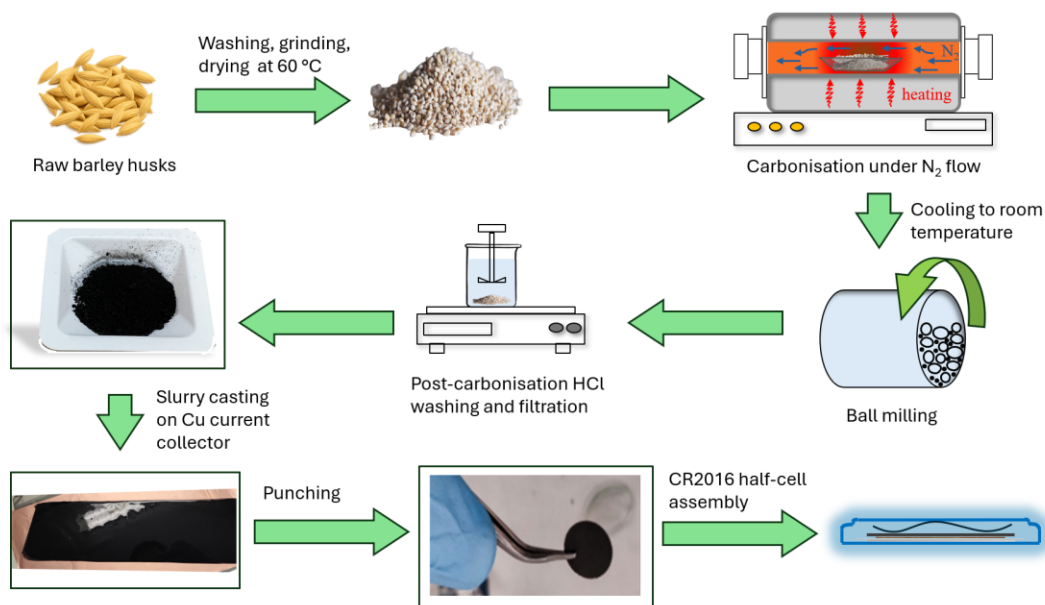 Washing, grinding,
drying at 60 °C
Raw barley husks
N₂
heating
Carbonisation under N₂ flow
Cooling to room
temperature
Ball milling
Post-carbonisation HCl
washing and filtration
Slurry casting
on Cu current
collector
Punching
CR2016 half-cell
assembly